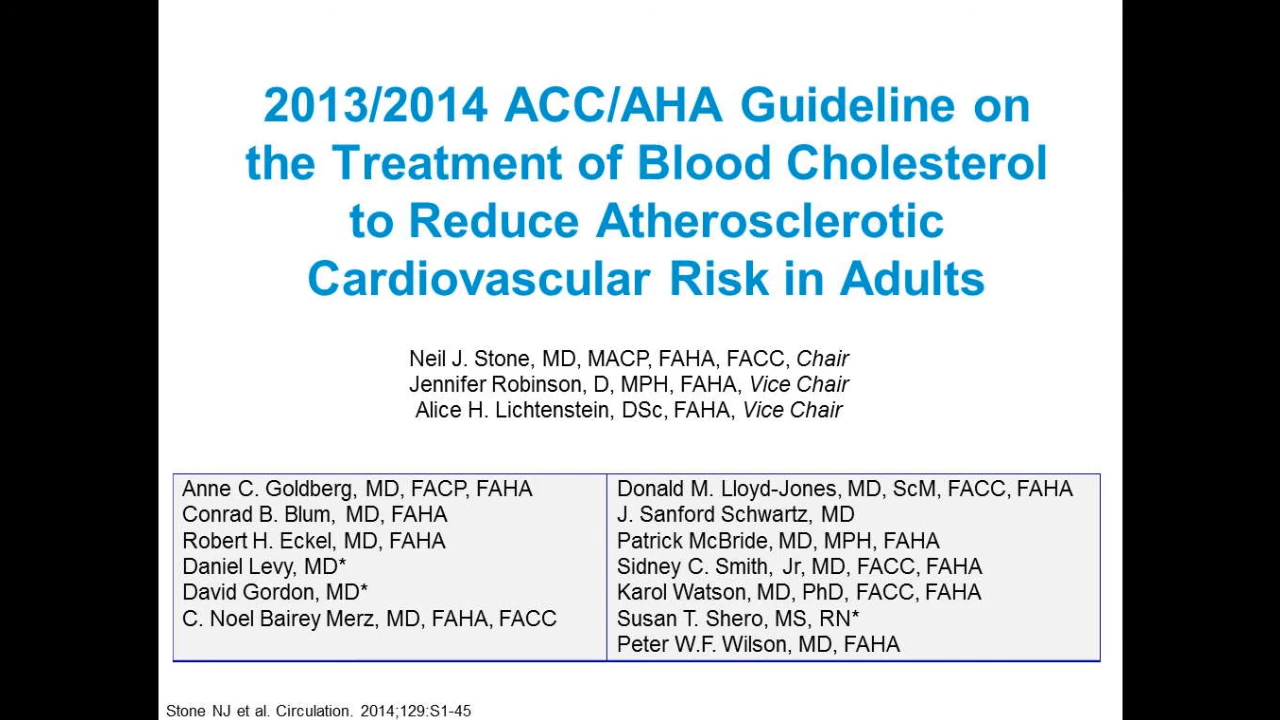 2013/2014 ACC/AHA Guideline on
the Treatment of Blood Cholesterol
to Reduce Atherosclerotic
Cardiovascular Risk in Adults
Neil J. Stone, MD, MACP, FAHA, FACC, Chair
Jennifer Robinson, D, MPH, FAHA, Vice Chair
Alice H. Lichtenstein, DSc, FAHA, Vice Chair
Anne C. Goldberg, MD, FACP, FAHA
Conrad B. Blum, MD, FAHA
Robert H. Eckel, MD, FAHA
Daniel Levy, MD*
David Gordon, MD*
C. Noel Bairey Merz, MD, FAHA, FACC
Donald M. Lloyd-Jones, MD, ScM, FACC, FAHA
J. Sanford Schwartz, MD
Patrick McBride, MD, MPH, FAHA
Sidney C. Smith, Jr, MD, FACC, FAHA
Karol Watson, MD, PhD, FACC, FAHA
Susan T. Shero, MS, RN*
Peter W.F. Wilson, MD, FAHA
Stone NJ et al. Circulation. 2014;129:S1-45